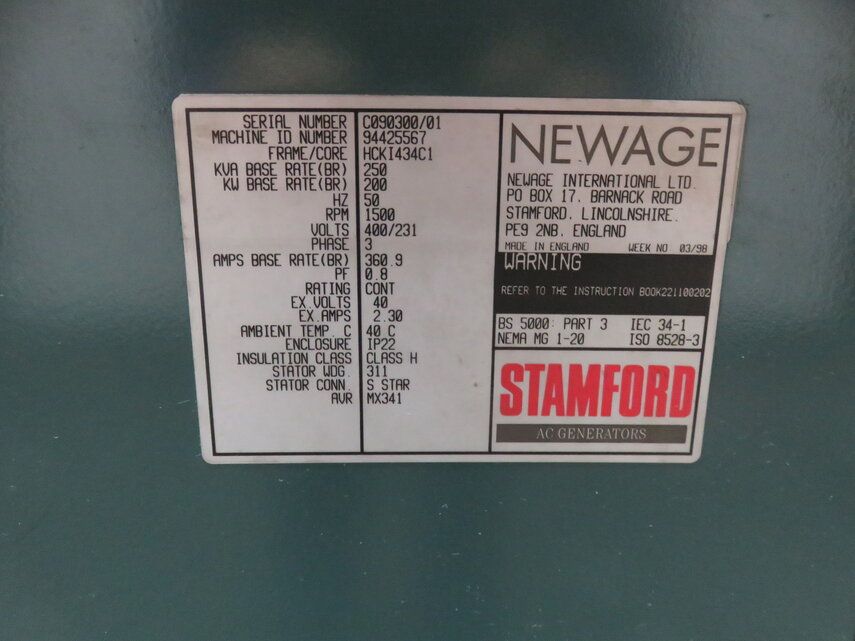 SERIAL NUMBER C090300/01
MACHINE ID NUMBER 94425567
FRAME/CORE HCKI434C1
KVA BASE RATE(BR) 250
KW BASE RATE(BR) 200
HZ 50
RPM 1500
VOLTS 400/231
PHASE 3
AMPS BASE RATE(BR) 360.9
PF 0.8
RATING CONT
EX.VOLTS 40
EX.AMPS 2.30
AMBIENT TEMP. C 40 C
ENCLOSURE IP22
INSULATION CLASS CLASS H
STATOR WDG. 311
STATOR CONN. S STAR
AVR MX341
NEWAGE
NEWAGE INTERNATIONAL LTD.
PO BOX 17, BARNACK ROAD
STAMFORD, LINCOLNSHIRE.
PE9 2NB, ENGLAND
MADE IN ENGLAND WEEK NO. 03/98
WARNING
REFER TO THE INSTRUCTION BOOK221100202
BS 5000: PART 3 IEC 34-1
NEMA MG 1-20 ISO 8528-3
STAMFORD
AC GENERATORS